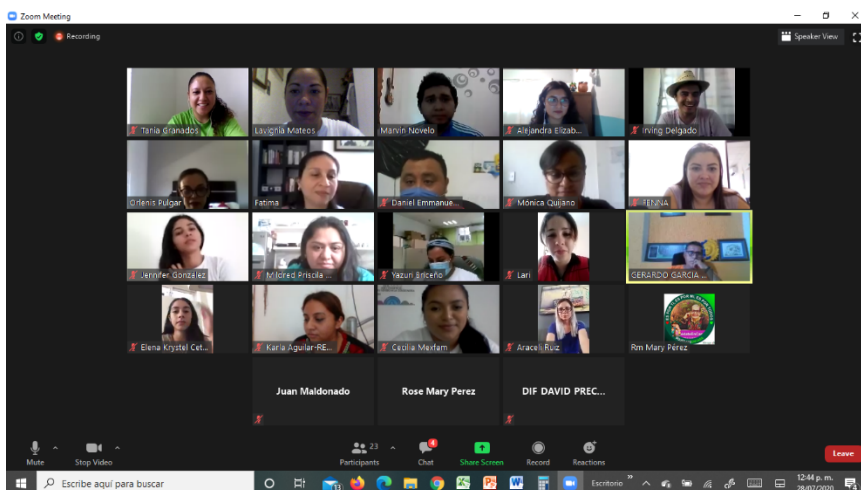 Zoom Meeting
Recording
Speaker View
Tania Granados
Lavignia Mateos
Marvin Novelo
Alejandra Elizab...
Irving Delgado
Orlenis Pulgar
Fatima
Daniel Emmanue...
Mónica Quijano
FENNA
Jennifer González
Mildred Priscila ...
Yazuri Briceño
Lari
GERARDO GARCIA ...
Elena Krystel Cet...
Karla Aguilar-RE...
Cecilia Mexfam
Araceli Ruiz
Rm Mary Pérez
Juan Maldonado
Rose Mary Perez
DIF DAVID PREC...
Mute
Stop Video
23
Participants
4
Chat
Share Screen
Record
Reactions
Leave
Escribe aquí para buscar
Escritorio
12:44 p. m.
28/07/2020